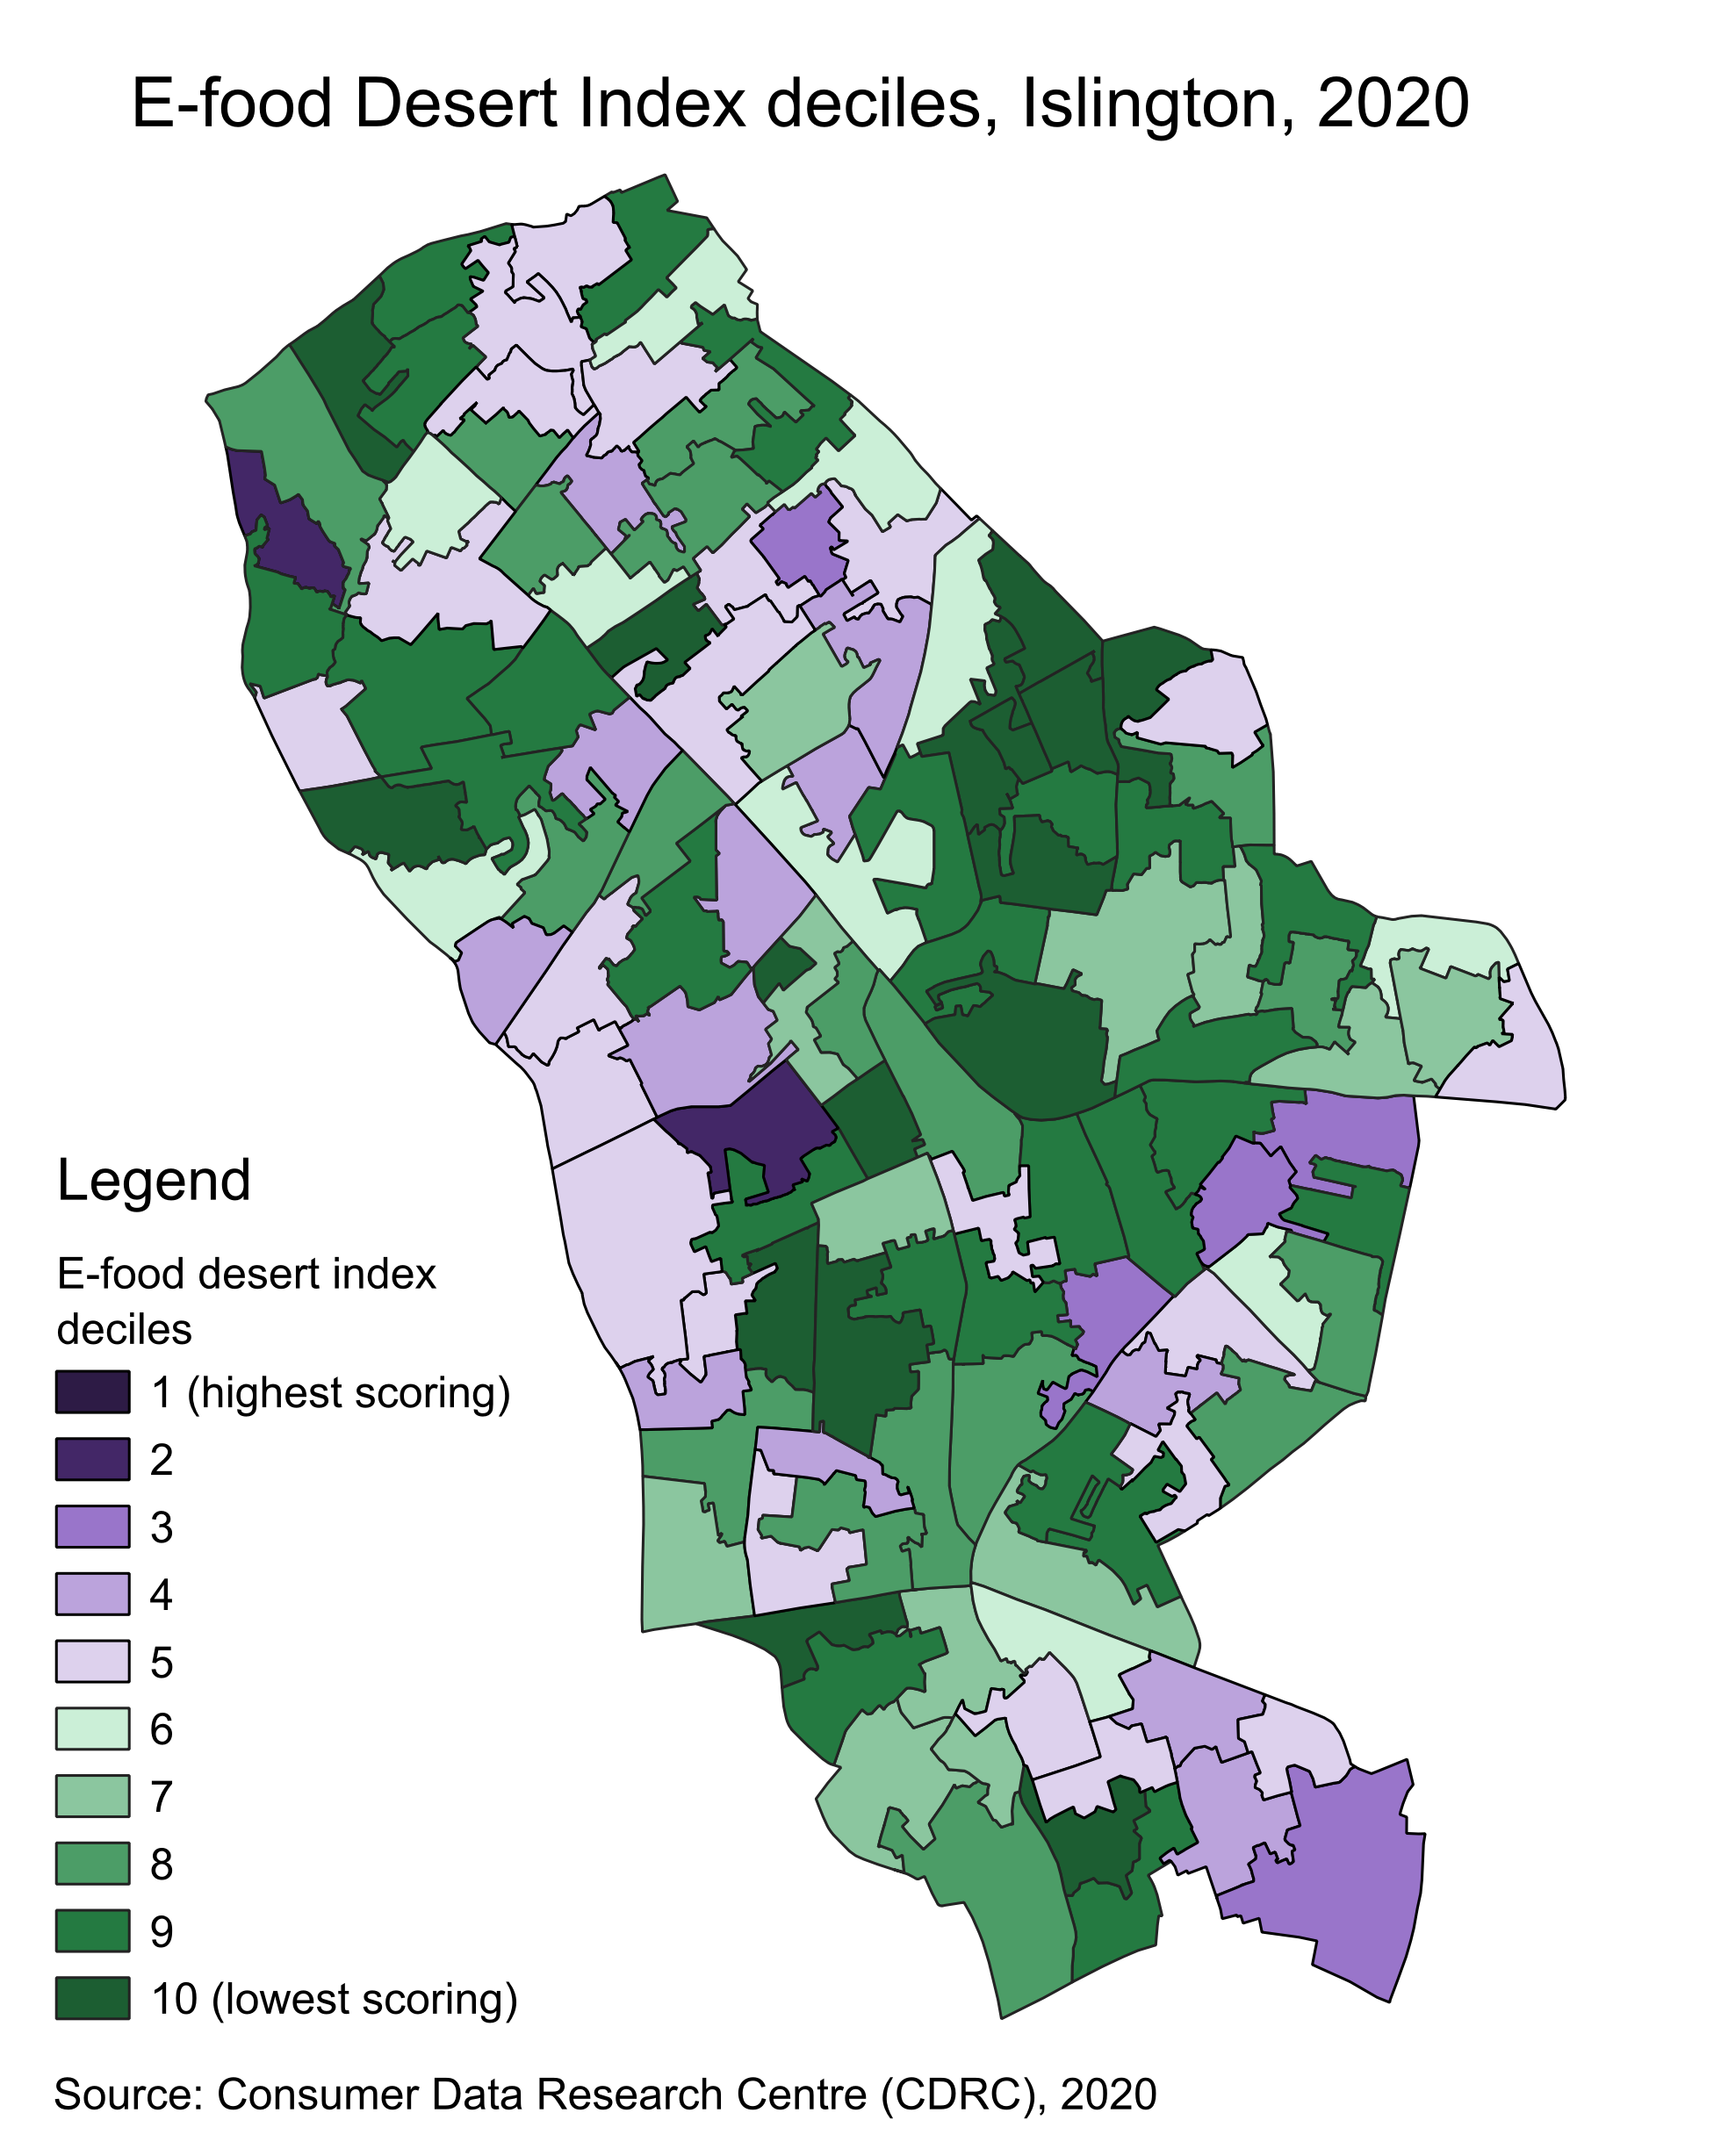 E-food Desert Index deciles, Islington, 2020
Legend
E-food desert index
deciles
1 (highest scoring)
2
3
4
5
6
7
8
9
10 (lowest scoring)
Source: Consumer Data Research Centre (CDRC), 2020